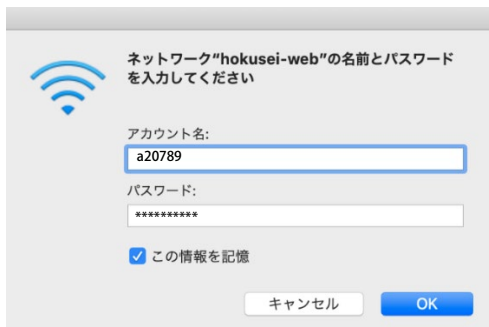 ネットワーク“hokusei-web”の名前とパスワード
を入力してください
アカウント名:
a20789
パスワード:
**********
この情報を記憶
キャンセル
OK